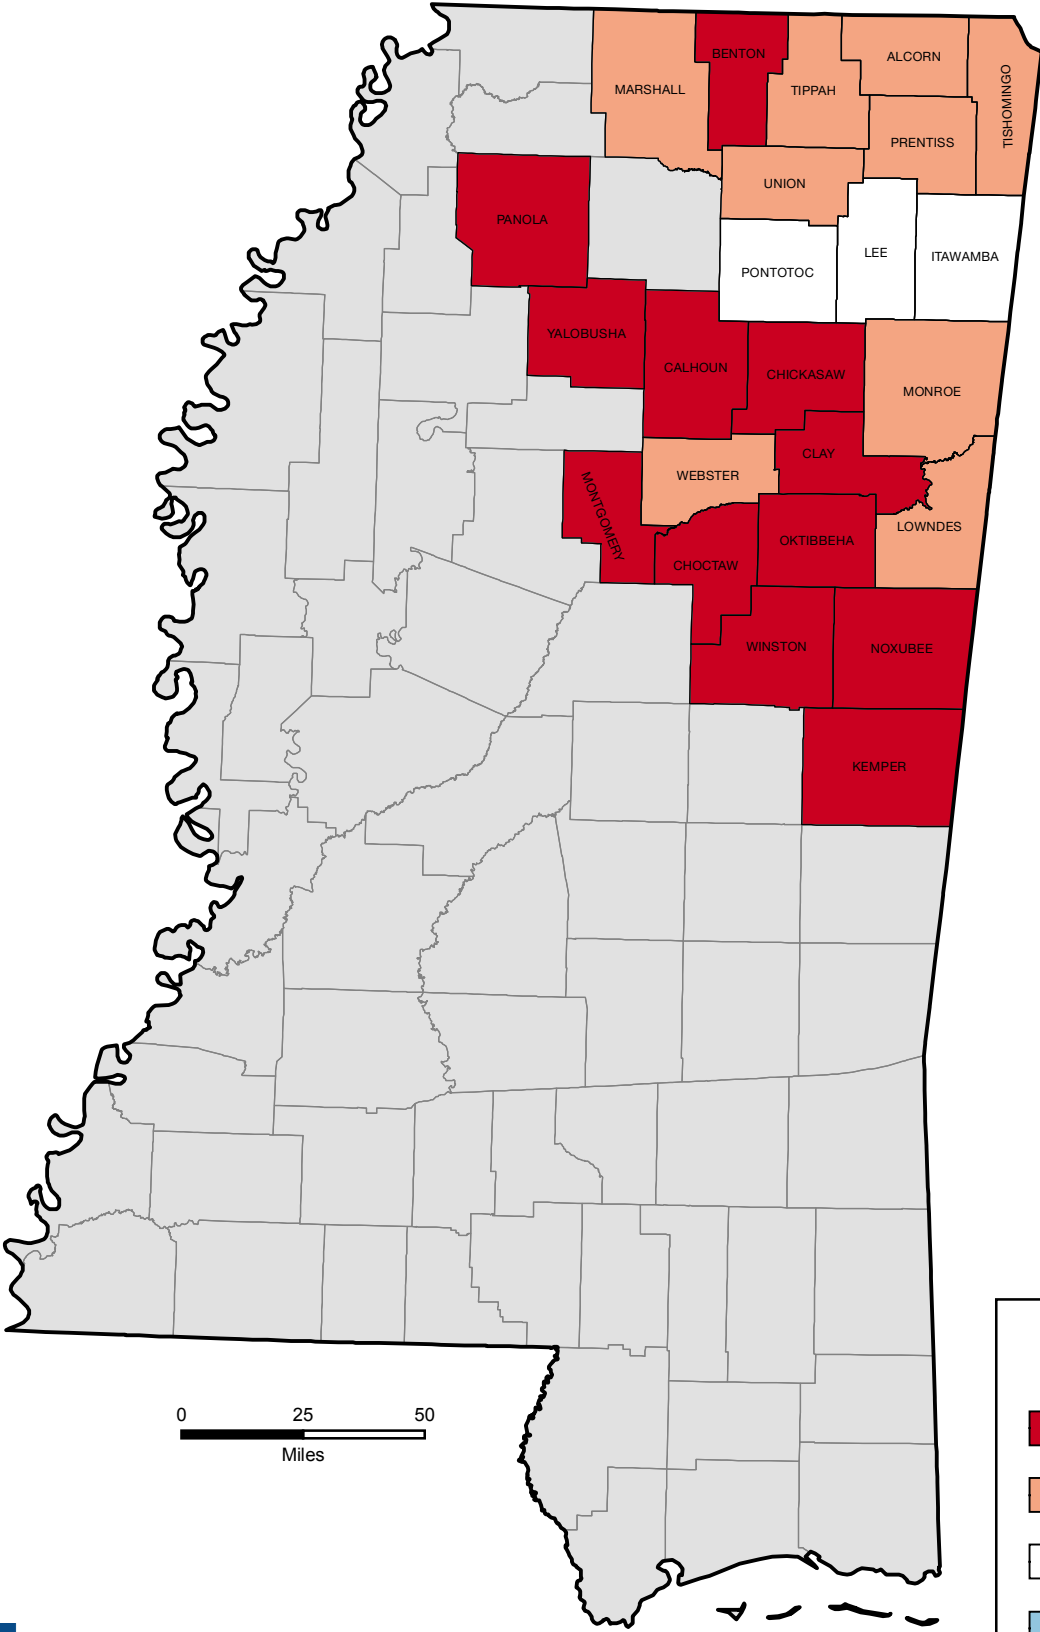 BENTON
ALCORN
MARSHALL
TIPPAH
TISHOMINGO
PRENTISS
UNION
PANOLA
LEE
ITAWAMBA
PONTOTOC
YALOBUSHA
CALHOUN
CHICKASAW
MONROE
CLAY
WEBSTER
MONTGOMERY
LOWNDES
OKTIBBEHA
CHOCTAW
WINSTON
NOXUBEE
KEMPER
0 25 50
Miles